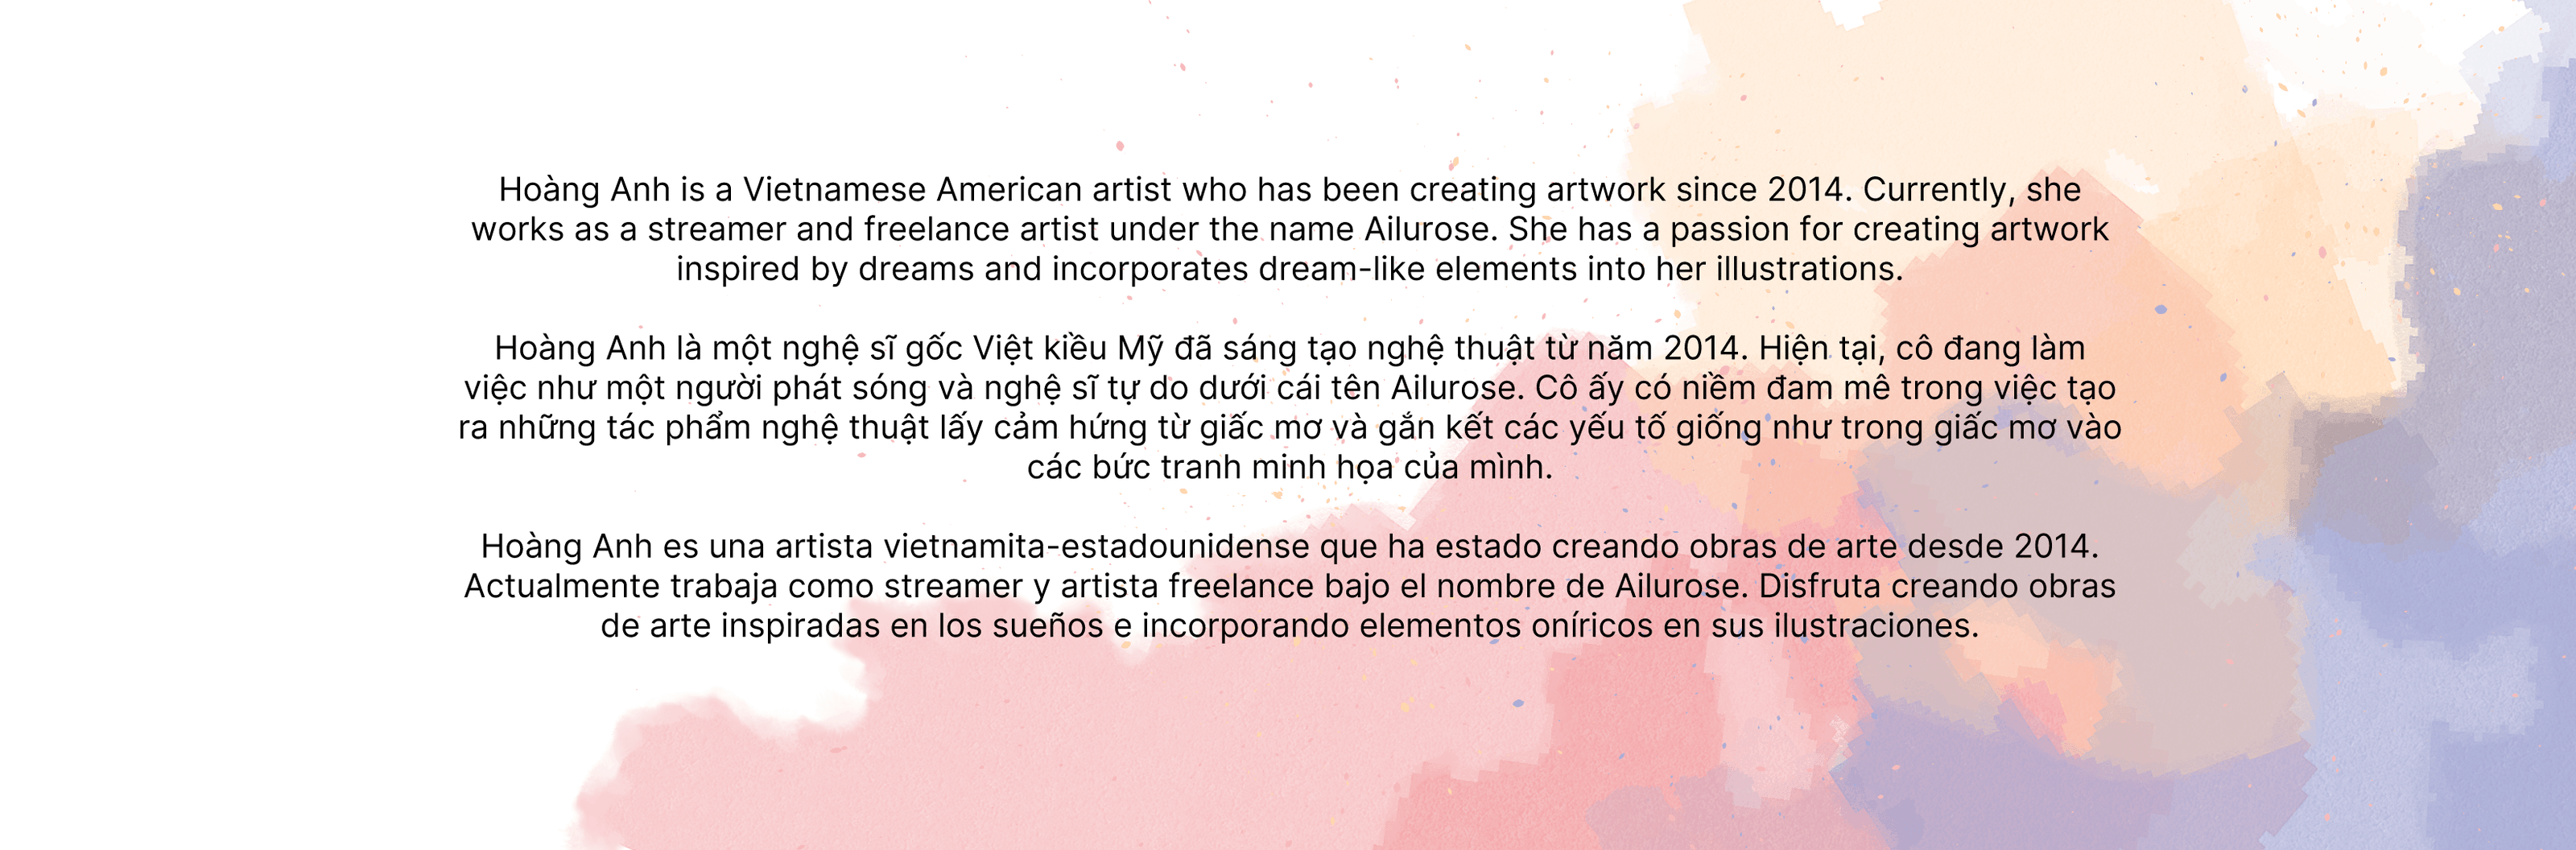 Hoàng Anh is a Vietnamese American artist who has been creating artwork since 2014. Currently, she
works as a streamer and freelance artist under the name Ailurose. She has a passion for creating artwork
inspired by dreams and incorporates dream-like elements into her illustrations.
Hoàng Anh là một nghệ sĩ gốc Việt kiều Mỹ đã sáng tạo nghệ thuật từ năm 2014. Hiện tại, cô đang làm
việc như một người phát sóng và nghệ sĩ tự do dưới cái tên Ailurose. Cô ấy có niềm đam mê trong việc tạo
ra những tác phẩm nghệ thuật lấy cảm hứng từ giấc mơ và gắn kết các yếu tố giống như trong giấc mơ vào
các bức tranh minh họa của mình.
Hoàng Anh es una artista vietnamita-estadounidense que ha estado creando obras de arte desde 2014.
Actualmente trabaja como streamer y artista freelance bajo el nombre de Ailurose. Disfruta creando obras
de arte inspiradas en los sueños e incorporando elementos oníricos en sus ilustraciones.